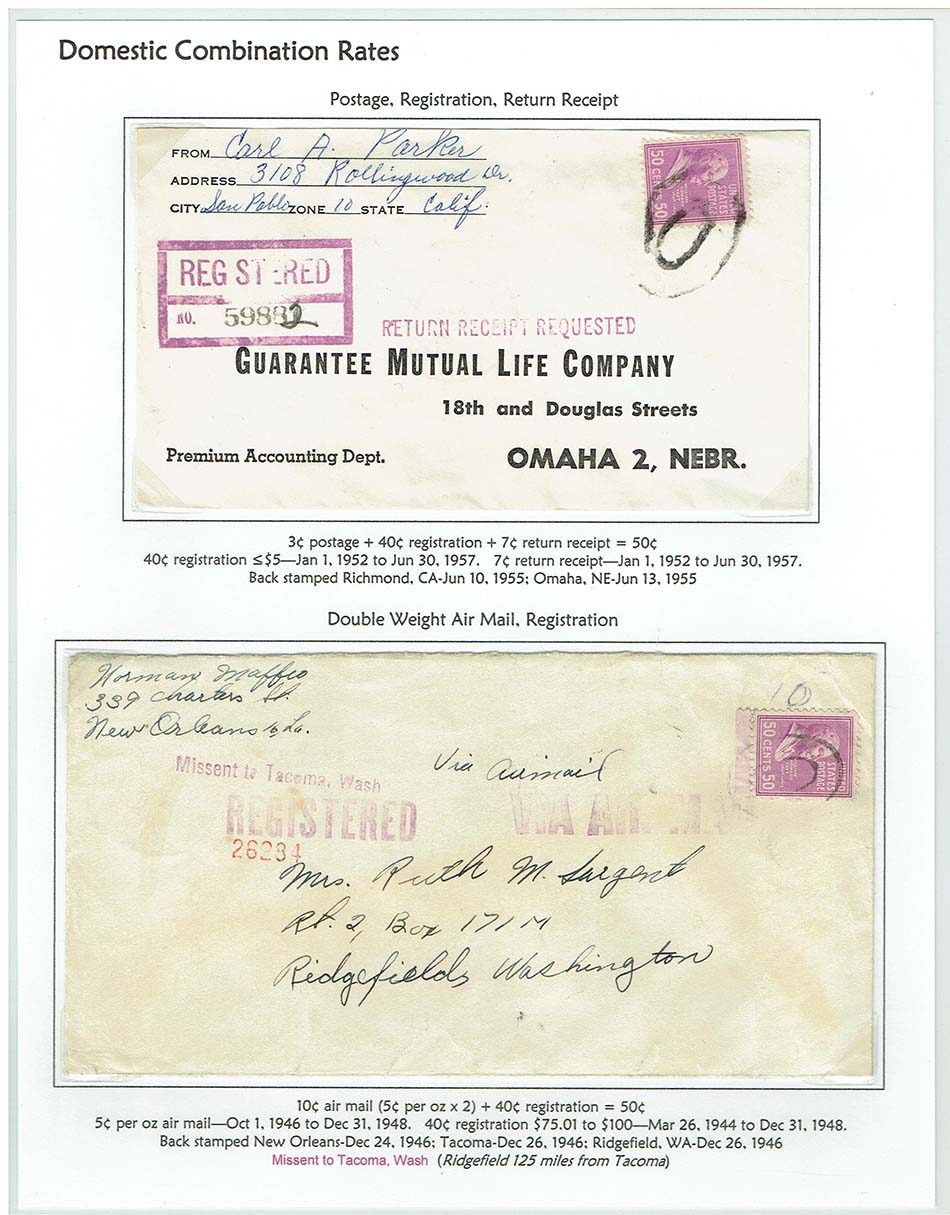 Domestic Combination Rates
Postage, Registration, Return Receipt
FROM Carl A. Parker
ADDRESS 3108 Rollingwood Dr.
CITY San Pablo ZONE 10 STATE Calif.
50 CENTS 50
UNITED STATES POSTAGE
REGISTERED
NO. 59882
RETURN RECEIPT REQUESTED
GUARANTEE MUTUAL LIFE COMPANY
18th and Douglas Streets
Premium Accounting Dept. OMAHA 2, NEBR.
3¢ postage + 40¢ registration + 7¢ return receipt = 50¢
40¢ registration ≤$5—Jan 1, 1952 to Jun 30, 1957. 7¢ return receipt—Jan 1, 1952 to Jun 30, 1957.
Back stamped Richmond, CA-Jun 10, 1955; Omaha, NE-Jun 13, 1955
Double Weight Air Mail, Registration
Norman Maffio
339 Charters St.
New Orleans 16 La.
10
50 CENTS 50
UNITED STATES POSTAGE
Via Airmail
Missent to Tacoma, Wash
REGISTERED
VIA AIR MA
26234
Mrs. Ruth M. Sargent
Rt. 2, Box 171M
Ridgefield, Washington
10¢ air mail (5¢ per oz x 2) + 40¢ registration = 50¢
5¢ per oz air mail—Oct 1, 1946 to Dec 31, 1948. 40¢ registration $75.01 to $100—Mar 26, 1944 to Dec 31, 1948.
Back stamped New Orleans-Dec 24, 1946; Tacoma-Dec 26, 1946; Ridgefield, WA-Dec 26, 1946
Missent to Tacoma, Wash (Ridgefield 125 miles from Tacoma)